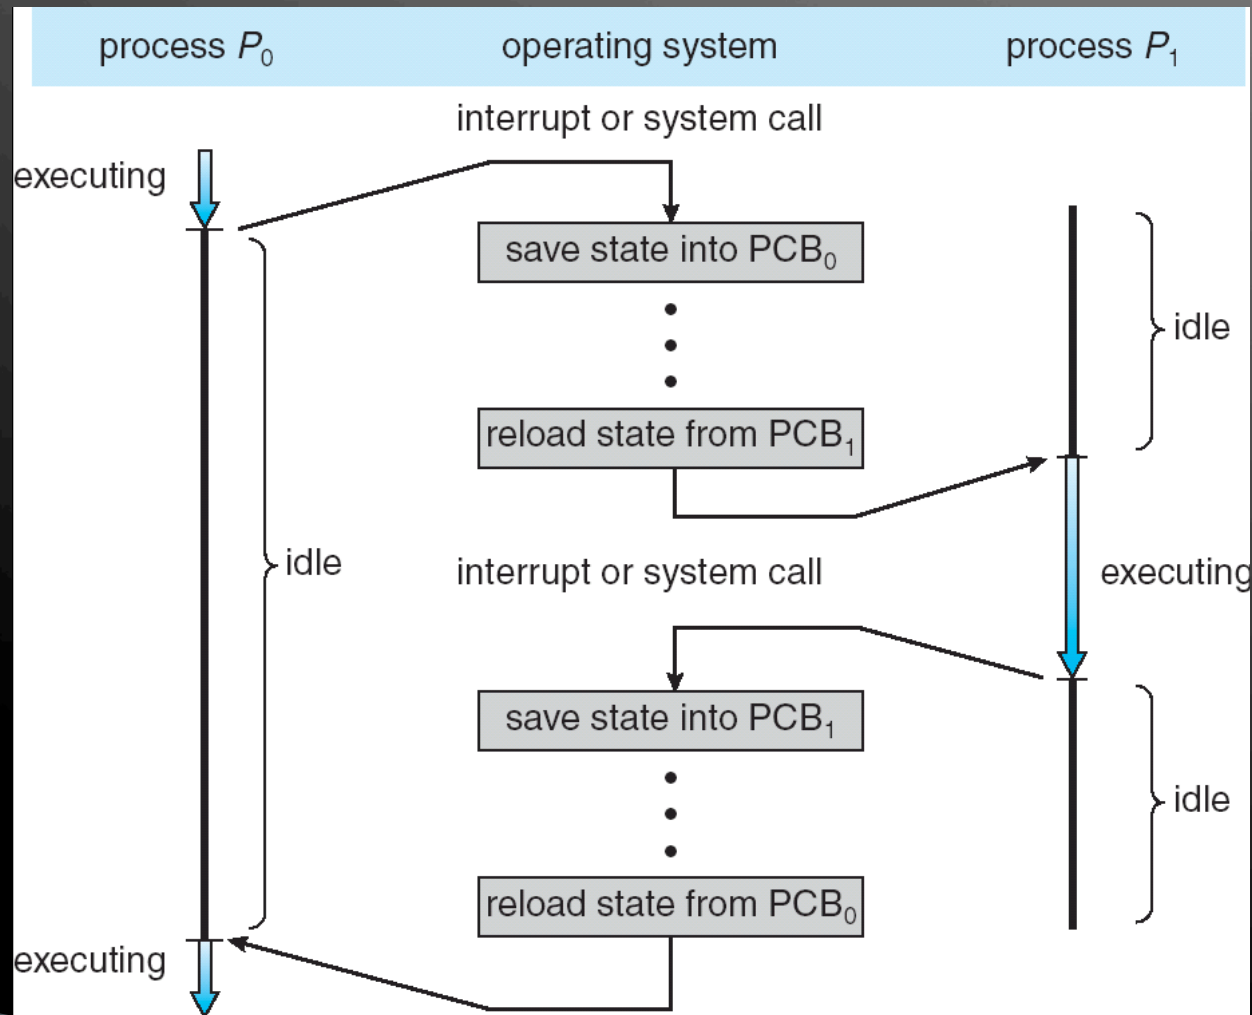 process P0 operating system process P1
interrupt or system call
executing
save state into PCB0
idle
reload state from PCB1
idle
interrupt or system call
executing
save state into PCB1
idle
reload state from PCB0
executing